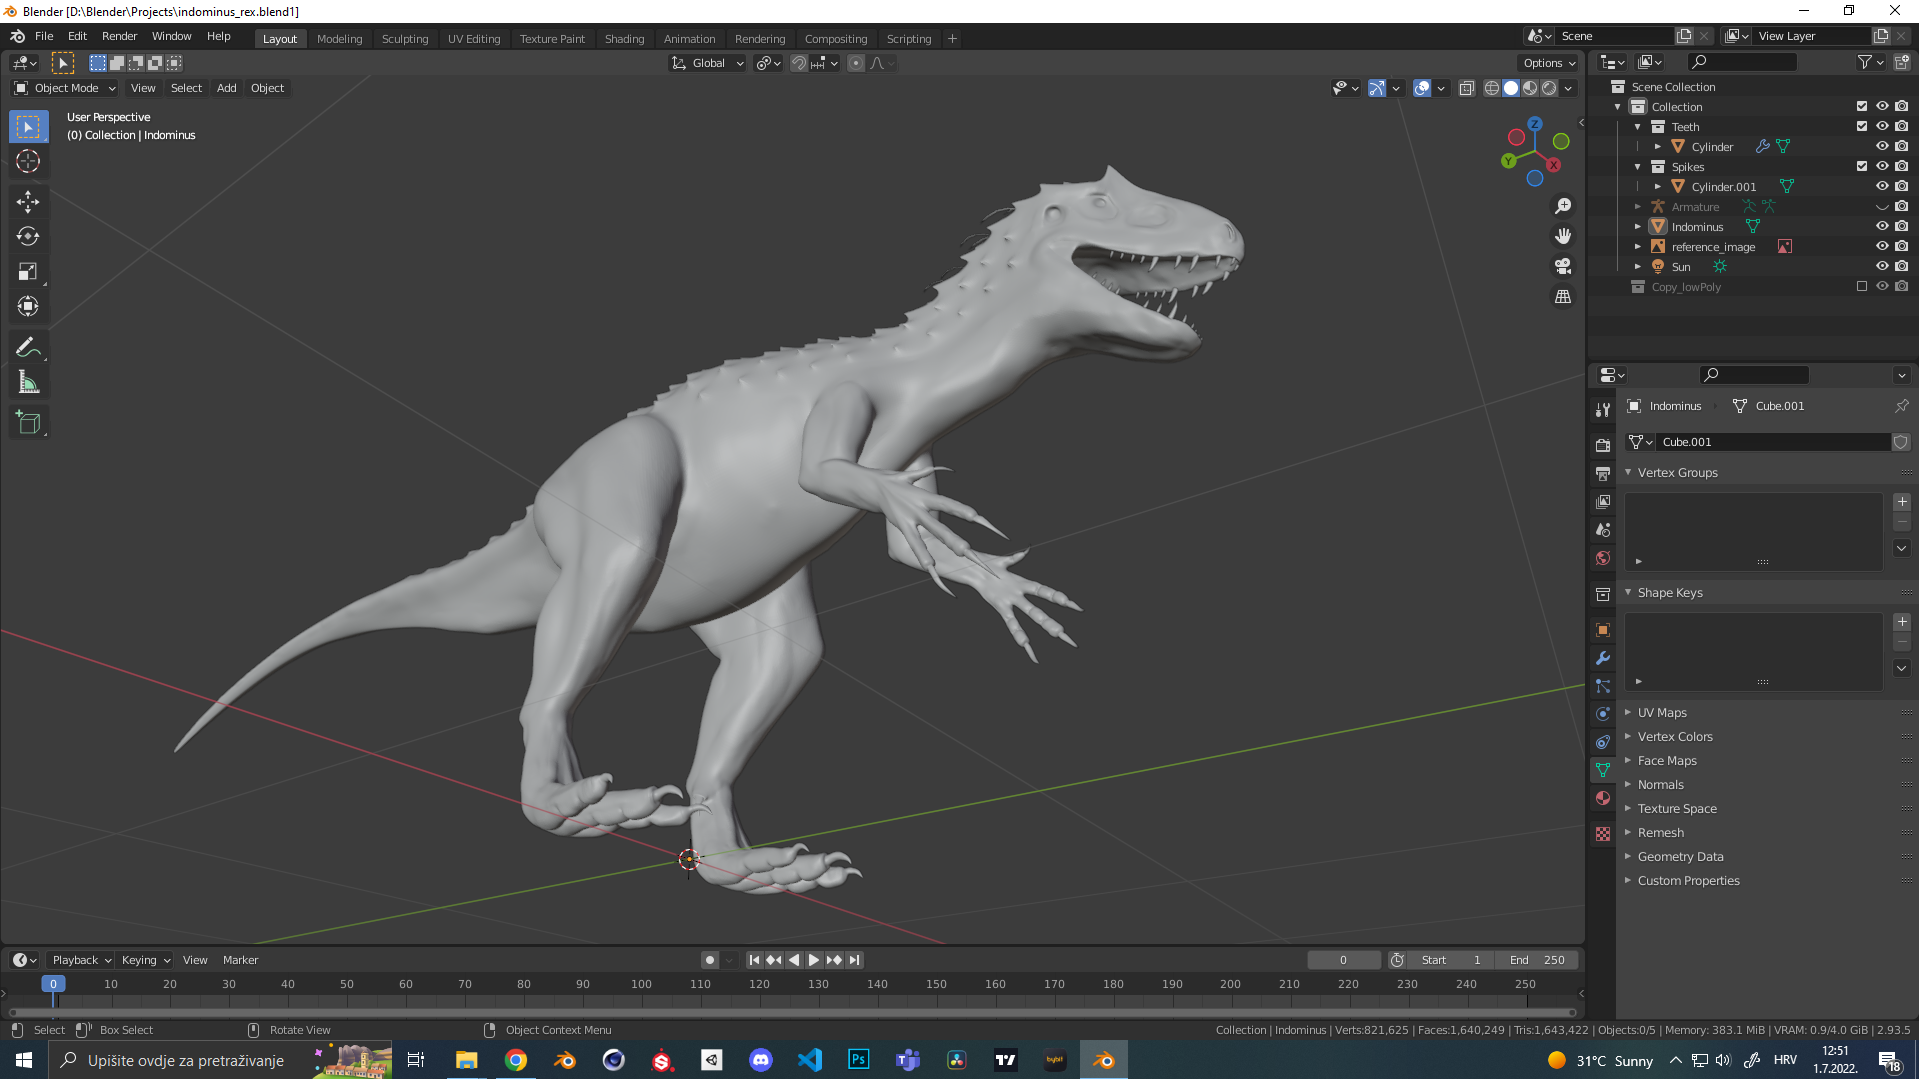 Blender [D:\Blender\Projects\indominus_rex.blend1]
File Edit Render Window Help
Layout Modeling Sculpting UV Editing Texture Paint Shading Animation Rendering Compositing Scripting +
Scene
View Layer
Global
Options
Object Mode View Select Add Object
User Perspective
(0) Collection | Indominus
Z
Y
X
Scene Collection
Collection
Teeth
Cylinder
Spikes
Cylinder.001
Armature
Indominus
reference_image
Sun
Copy_lowPoly
Indominus Cube.001
Cube.001
Vertex Groups
Shape Keys
UV Maps
Vertex Colors
Face Maps
Normals
Texture Space
Remesh
Geometry Data
Custom Properties
Playback Keying View Marker
0 Start 1 End 250
0 10 20 30 40 50 60 70 80 90 100 110 120 130 140 150 160 170 180 190 200 210 220 230 240 250
Select Box Select Rotate View Object Context Menu
Collection | Indominus | Verts:821,625 | Faces:1,640,249 | Tris:1,643,422 | Objects:0/5 | Memory: 383.1 MiB | VRAM: 0.9/4.0 GiB | 2.93.5
Upišite ovdje za pretraživanje
Ps
bybit
31°C Sunny
HRV
12:51
1.7.2022.
18